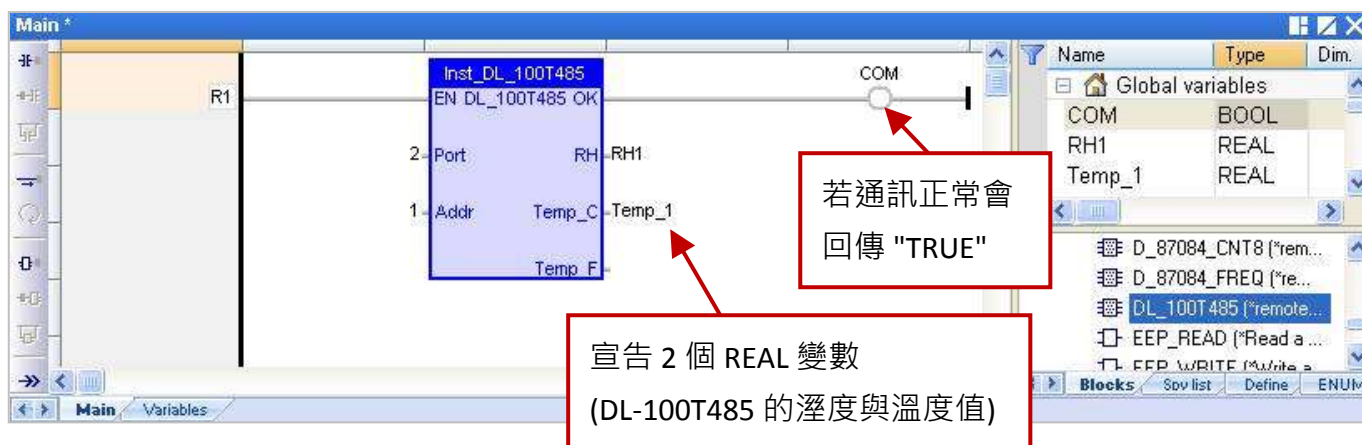 Main *
Name Type Dim.
Global variables
COM BOOL
RH1 REAL
Temp_1 REAL
R1
Inst_DL_100T485
EN DL_100T485 OK
COM
2 Port RH RH1
1 Addr Temp_C Temp_1
Temp_F
若通訊正常會
回傳 "TRUE"
宣告 2 個 REAL 變數
(DL-100T485 的溼度與溫度值)
D_87084_CNT8 (*rem...
D_87084_FREQ (*re...
DL_100T485 (*remote...
EEP_READ (*Read a ...
EEP_WRITE (*Write a
Blocks Spy list Define ENUM
Main Variables